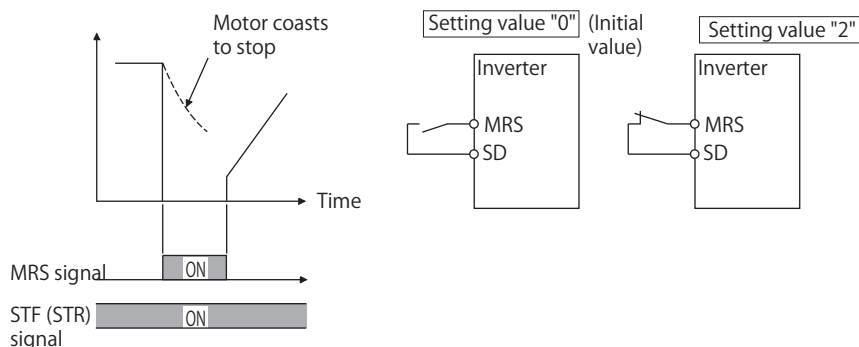 Motor coasts
to stop
Time
MRS signal
ON
STF (STR)
signal
ON
Setting value "0" (Initial
value)
Inverter
MRS
SD
Setting value "2"
Inverter
MRS
SD